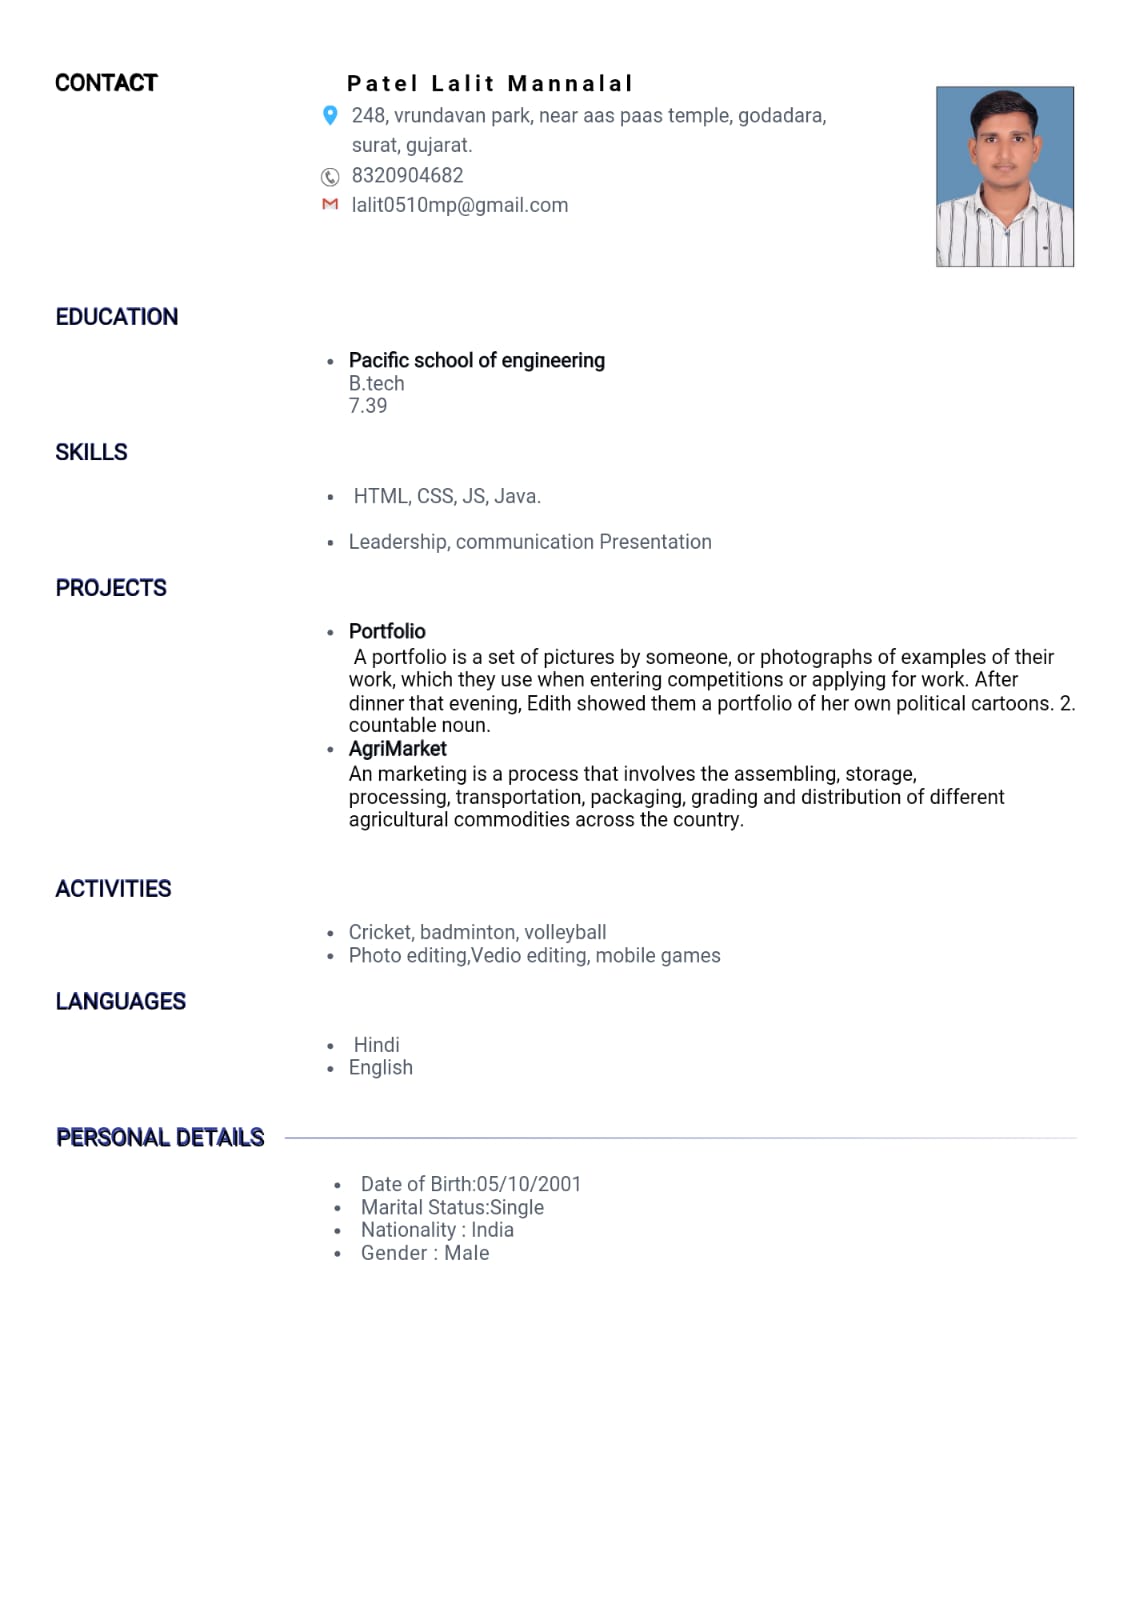 CONTACT
Patel Lalit Mannalal
248, vrundavan park, near aas paas temple, godadara,
surat, gujarat.
8320904682
lalit0510mp@gmail.com
EDUCATION
• Pacific school of engineering
B.tech
7.39
SKILLS
• HTML, CSS, JS, Java.
• Leadership, communication Presentation
PROJECTS
• Portfolio
A portfolio is a set of pictures by someone, or photographs of examples of their
work, which they use when entering competitions or applying for work. After
dinner that evening, Edith showed them a portfolio of her own political cartoons. 2.
countable noun.
• AgriMarket
An marketing is a process that involves the assembling, storage,
processing, transportation, packaging, grading and distribution of different
agricultural commodities across the country.
ACTIVITIES
• Cricket, badminton, volleyball
• Photo editing,Vedio editing, mobile games
LANGUAGES
• Hindi
• English
PERSONAL DETAILS
• Date of Birth:05/10/2001
• Marital Status:Single
• Nationality : India
• Gender : Male